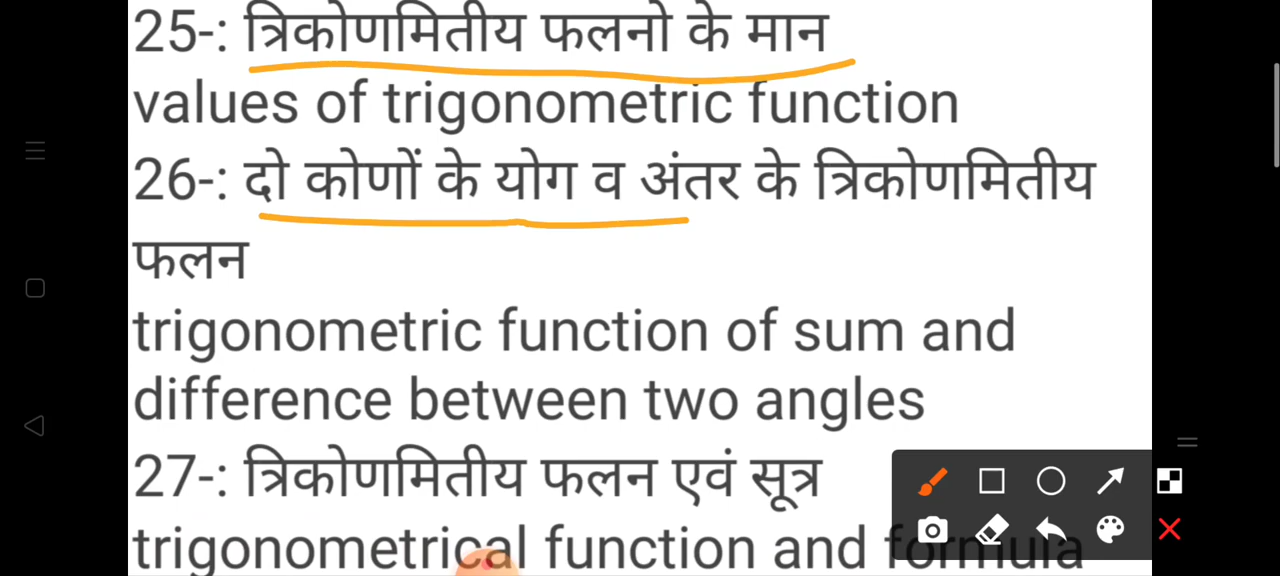 25-: त्रिकोणमितीय फलनो के मान
values of trigonometric function
26-: दो कोणों के योग व अंतर के त्रिकोणमितीय
फलन
trigonometric function of sum and
difference between two angles
27-: त्रिकोणमितीय फलन एवं सूत्र
trigonometrical function and formula